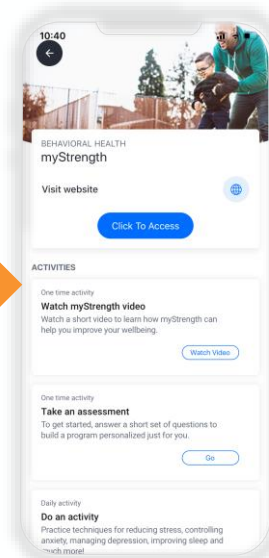 10:40
BEHAVIORAL HEALTH
myStrength
Visit website
Click To Access
ACTIVITIES
One time activity
Watch myStrength video
Watch a short video to learn how myStrength can
help you improve your wellbeing.
Watch Video
One time activity
Take an assessment
To get started, answer a short set of questions to
build a program personalized just for you.
Go
Daily activity
Do an activity
Practice techniques for reducing stress, controlling
anxiety, managing depression, improving sleep and
much more!